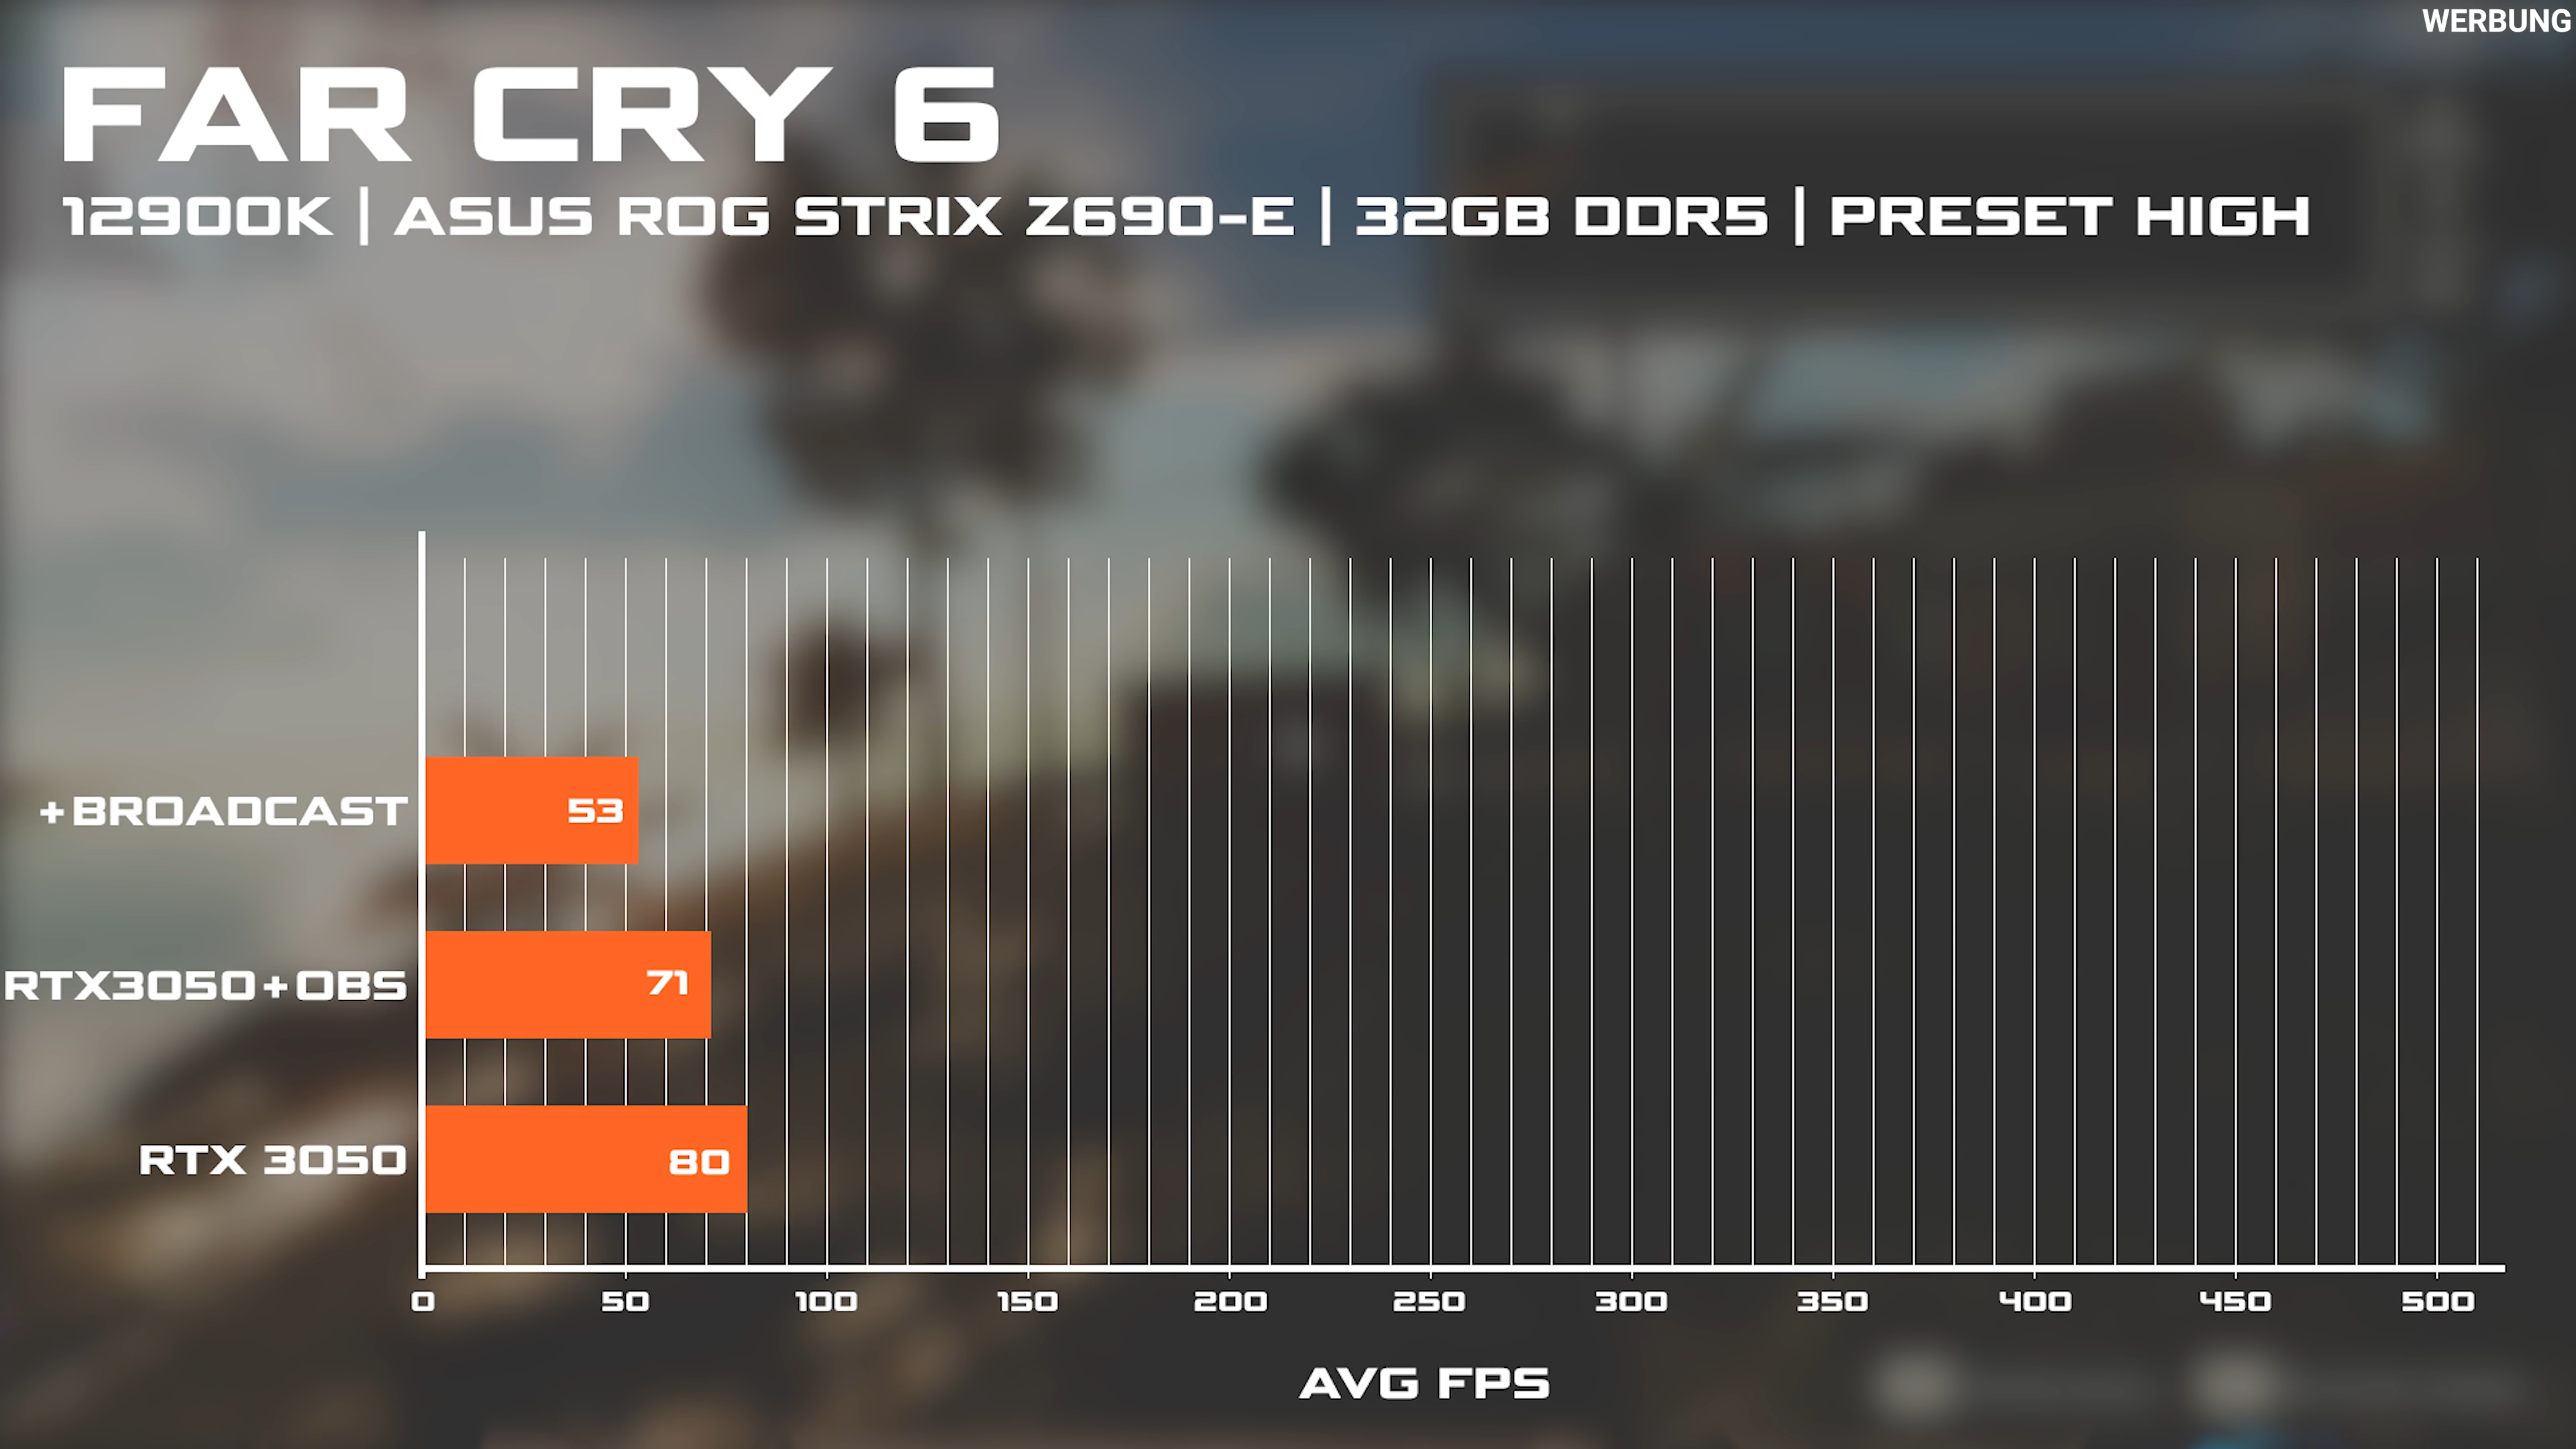 WERBUNG
FAR CRY 6
12900K | ASUS ROG STRIX Z690-E | 32GB DDR5 | PRESET HIGH
+BROADCAST 53
RTX3050+OBS 71
RTX 3050 80
0 50 100 150 200 250 300 350 400 450 500
AVG FPS